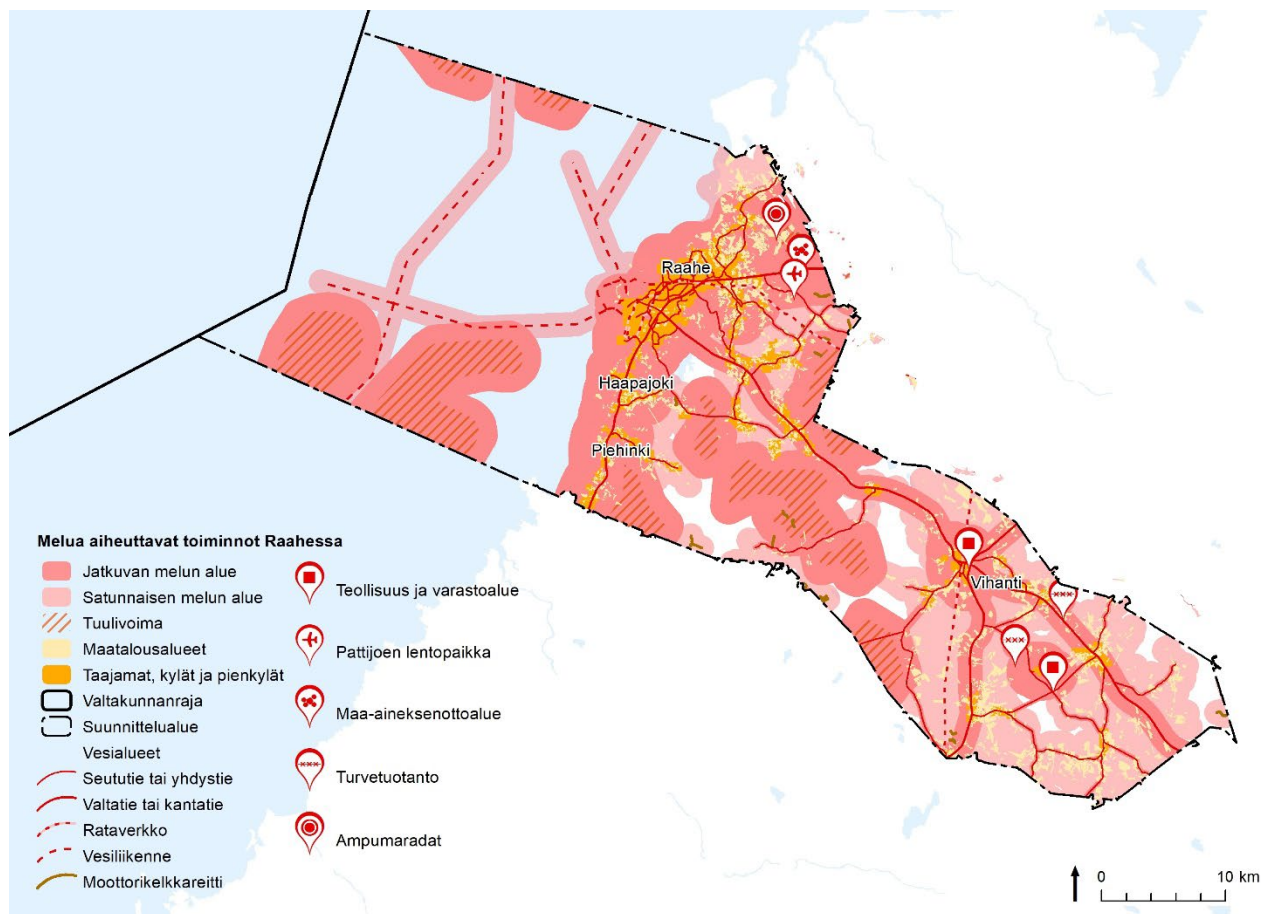 Raahe
Haapajoki
Piehinki
Vihanti
Melua aiheuttavat toiminnot Raahessa
Jatkuvan melun alue
Satunnaisen melun alue
Tuulivoima
Maatalousalueet
Taajamat, kylät ja pienkylät
Valtakunnanraja
Suunnittelualue
Vesialueet
Seututie tai yhdystie
Valtatie tai kantatie
Rataverkko
Vesiliikenne
Moottorikelkkareitti
Teollisuus ja varastoalue
Pattijoen lentopaikka
Maa-aineksenottoalue
Turvetuotanto
Ampumaradat
0 10 km